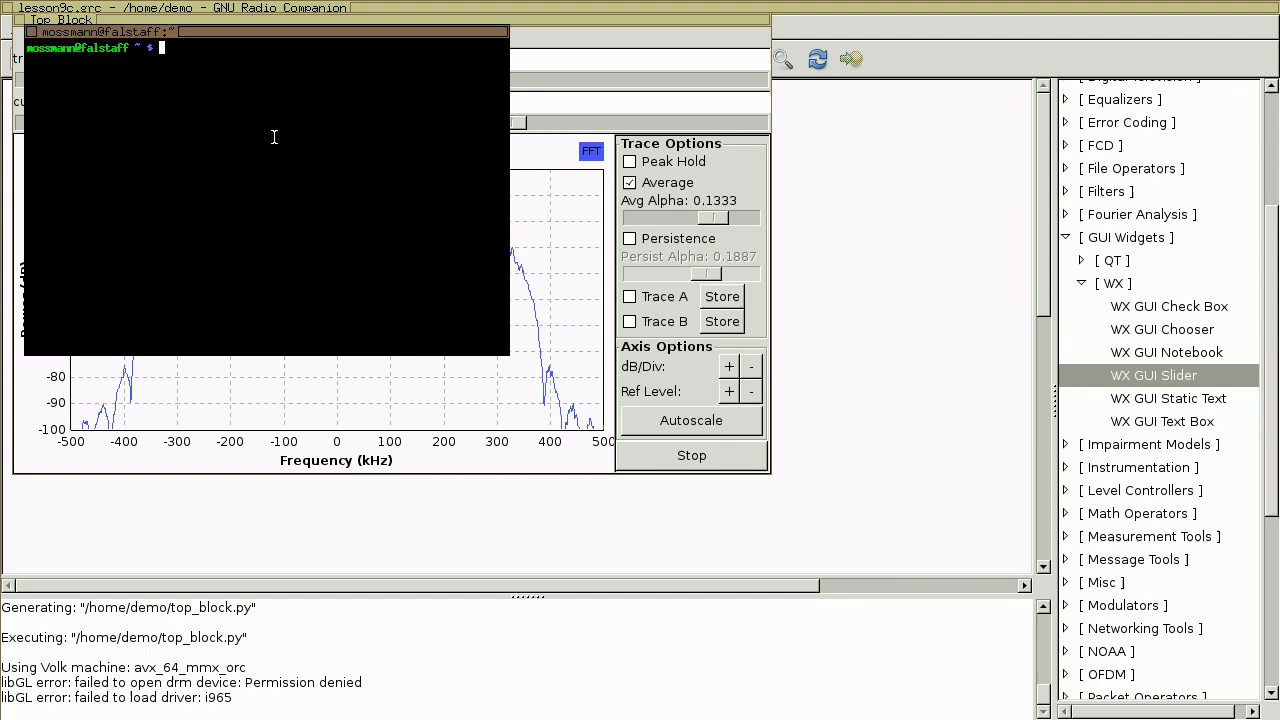 lesson9c.grc - /home/demo - GNU Radio Companion
Top Block
mossmann@falstaff:~
mossmann@falstaff ~ $
FFT
-80
-90
-100
-500
-400
-300
-200
-100
0
100
200
300
400
500
Frequency (kHz)
Trace Options
Peak Hold
Average
Avg Alpha: 0.1333
Persistence
Persist Alpha: 0.1887
Trace A
Store
Trace B
Store
Axis Options
dB/Div:
+
-
Ref Level:
+
-
Autoscale
Stop
[ Equalizers ]
[ Error Coding ]
[ FCD ]
[ File Operators ]
[ Filters ]
[ Fourier Analysis ]
[ GUI Widgets ]
[ QT ]
[ WX ]
WX GUI Check Box
WX GUI Chooser
WX GUI Notebook
WX GUI Slider
WX GUI Static Text
WX GUI Text Box
[ Impairment Models ]
[ Instrumentation ]
[ Level Controllers ]
[ Math Operators ]
[ Measurement Tools ]
[ Message Tools ]
[ Misc ]
[ Modulators ]
[ Networking Tools ]
[ NOAA ]
[ OFDM ]
[ Packet Operators ]
Generating: "/home/demo/top_block.py"
Executing: "/home/demo/top_block.py"
Using Volk machine: avx_64_mmx_orc
libGL error: failed to open drm device: Permission denied
libGL error: failed to load driver: i965